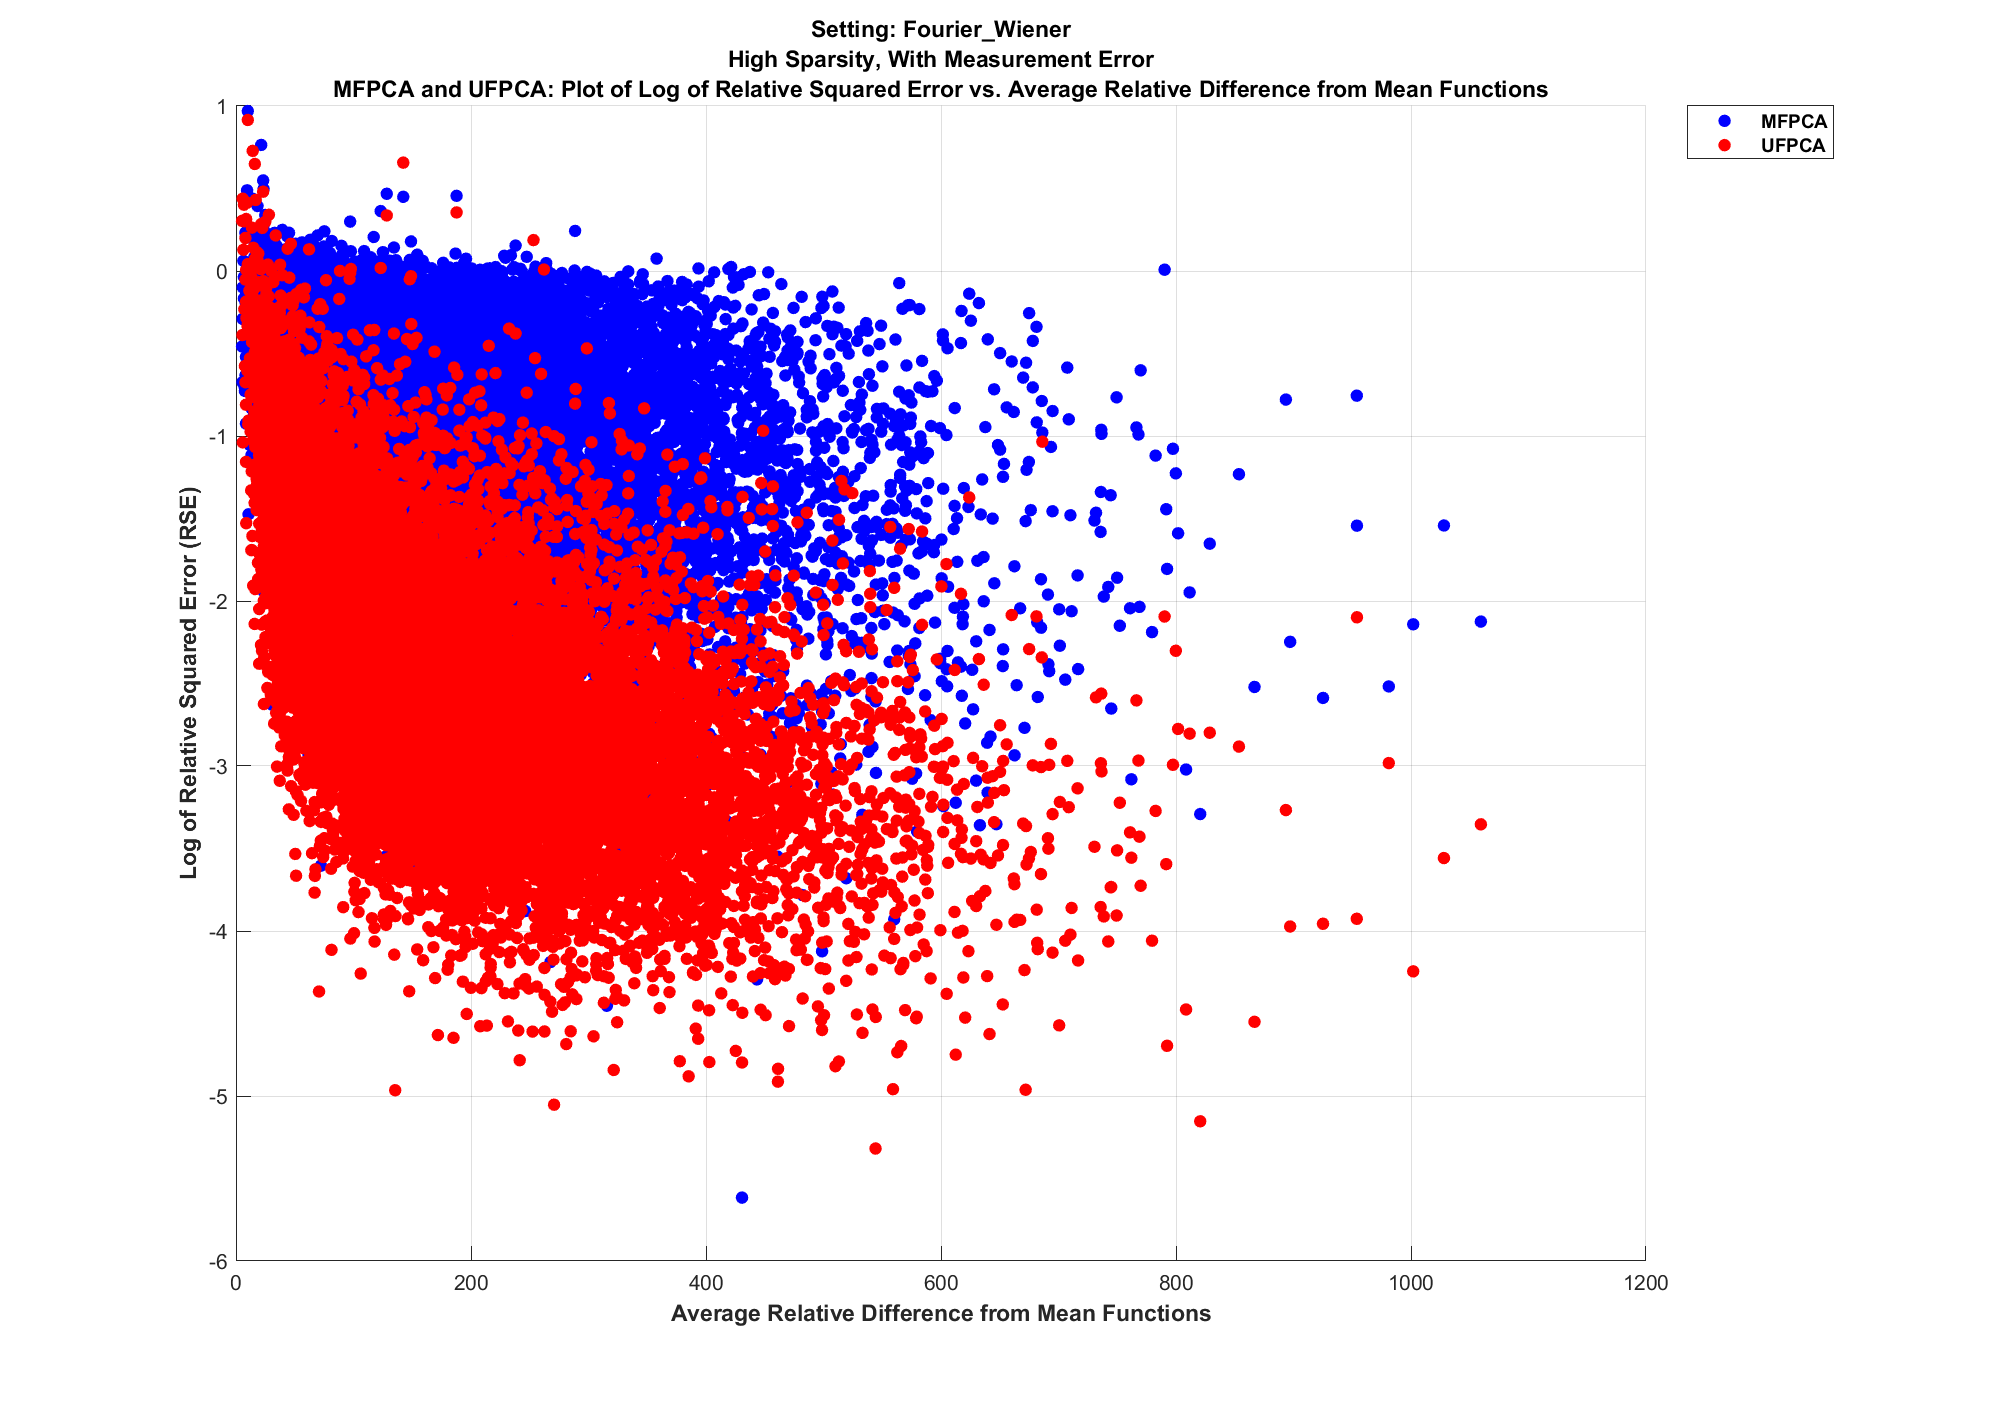 Setting: Fourier_Wiener
High Sparsity, With Measurement Error
MFPCA and UFPCA: Plot of Log of Relative Squared Error vs. Average Relative Difference from Mean Functions
MFPCA
UFPCA
Log of Relative Squared Error (RSE)
1
0
-1
-2
-3
-4
-5
-6
0
200
400
600
800
1000
1200
Average Relative Difference from Mean Functions